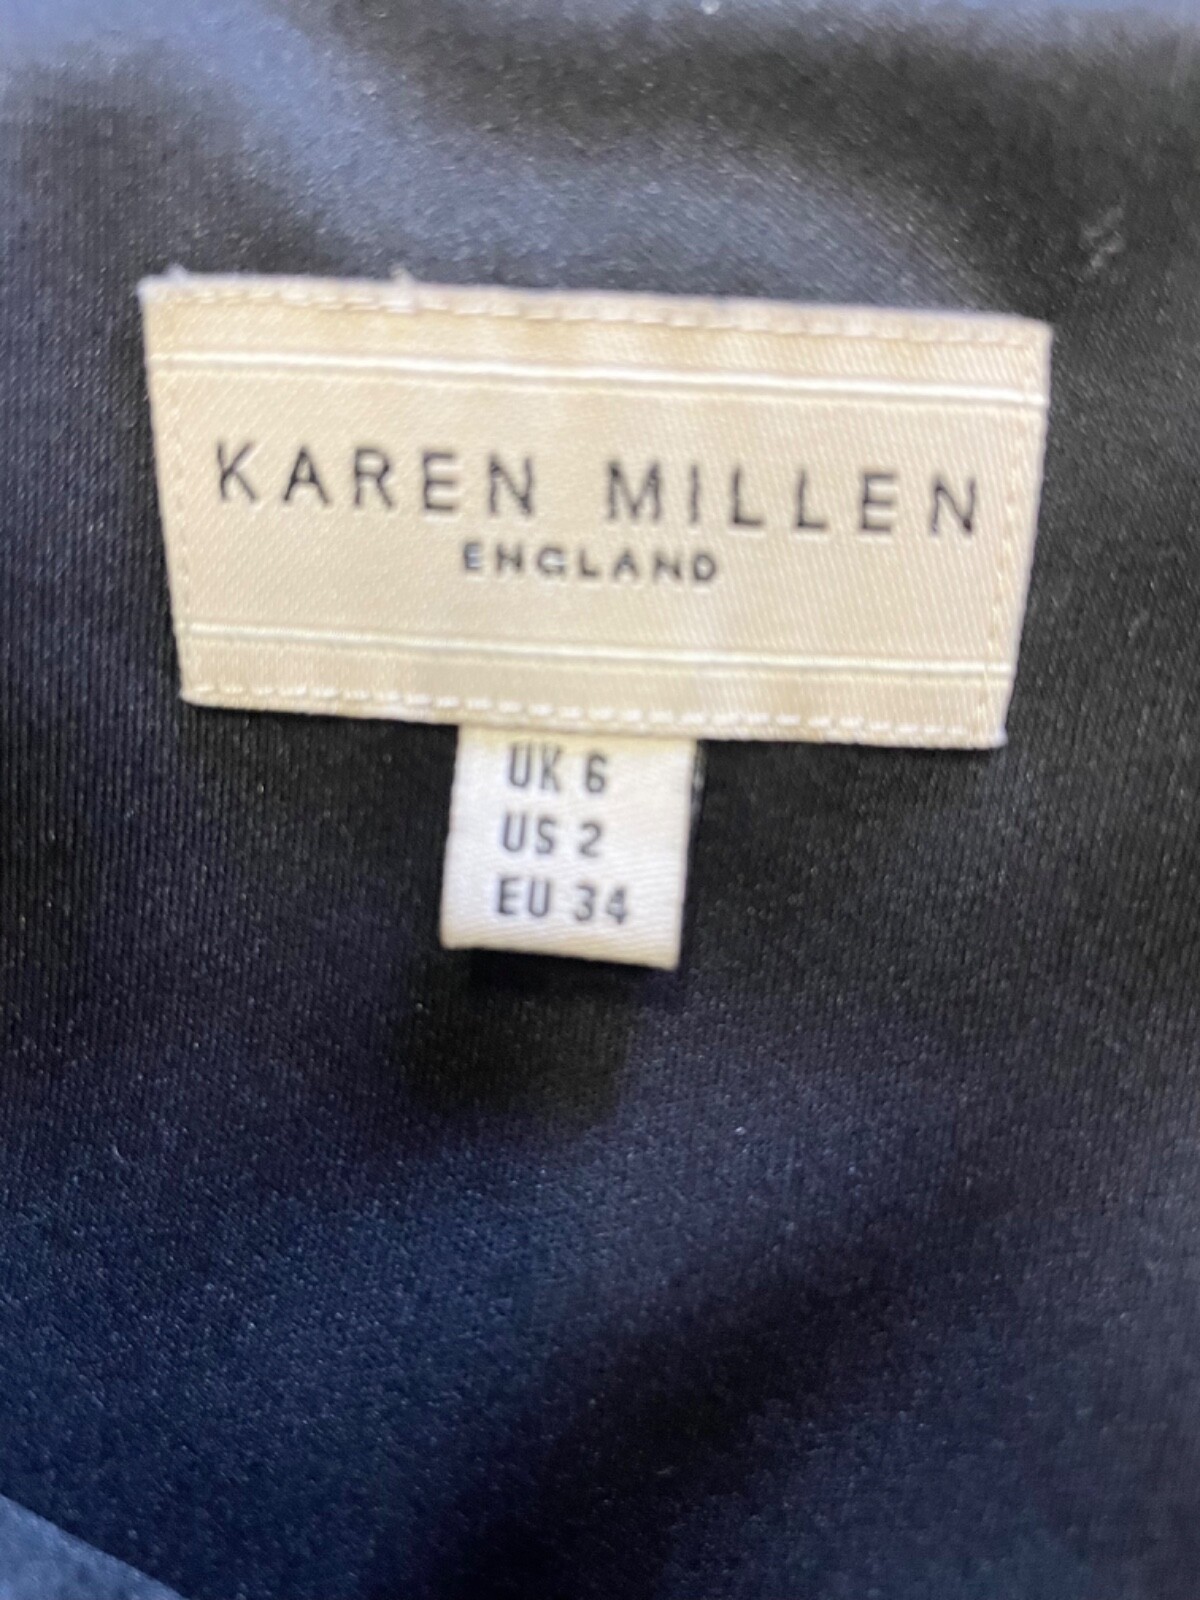 KAREN MILLEN
ENGLAND
UK 6
US 2
EU 34